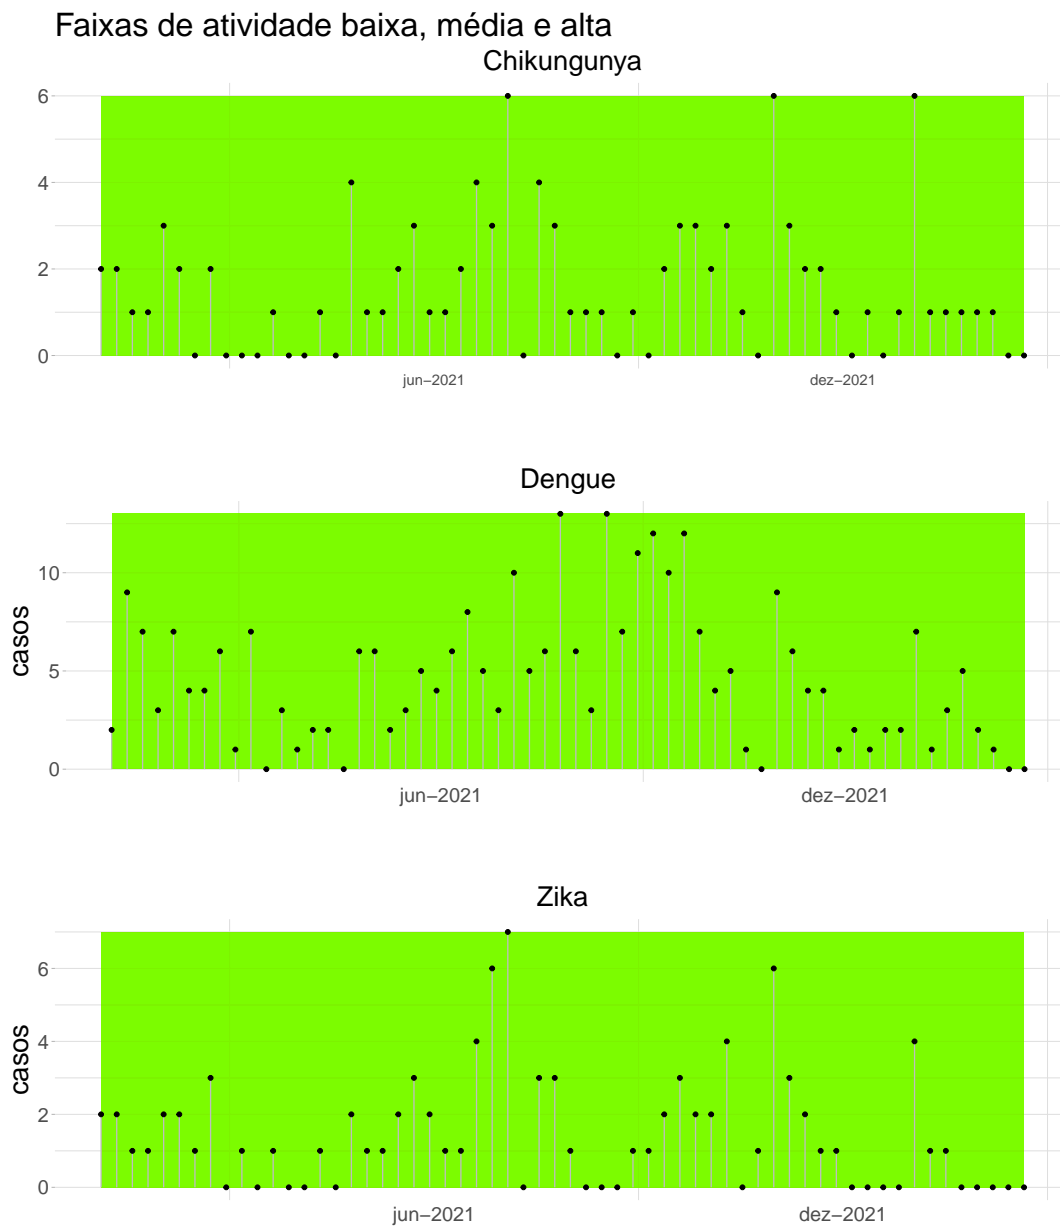 Faixas de atividade baixa, média e alta
Chikungunya
6
4
2
0
jun−2021 dez−2021
Dengue
casos
10
5
0
jun−2021 dez−2021
Zika
casos
6
4
2
0
jun−2021 dez−2021